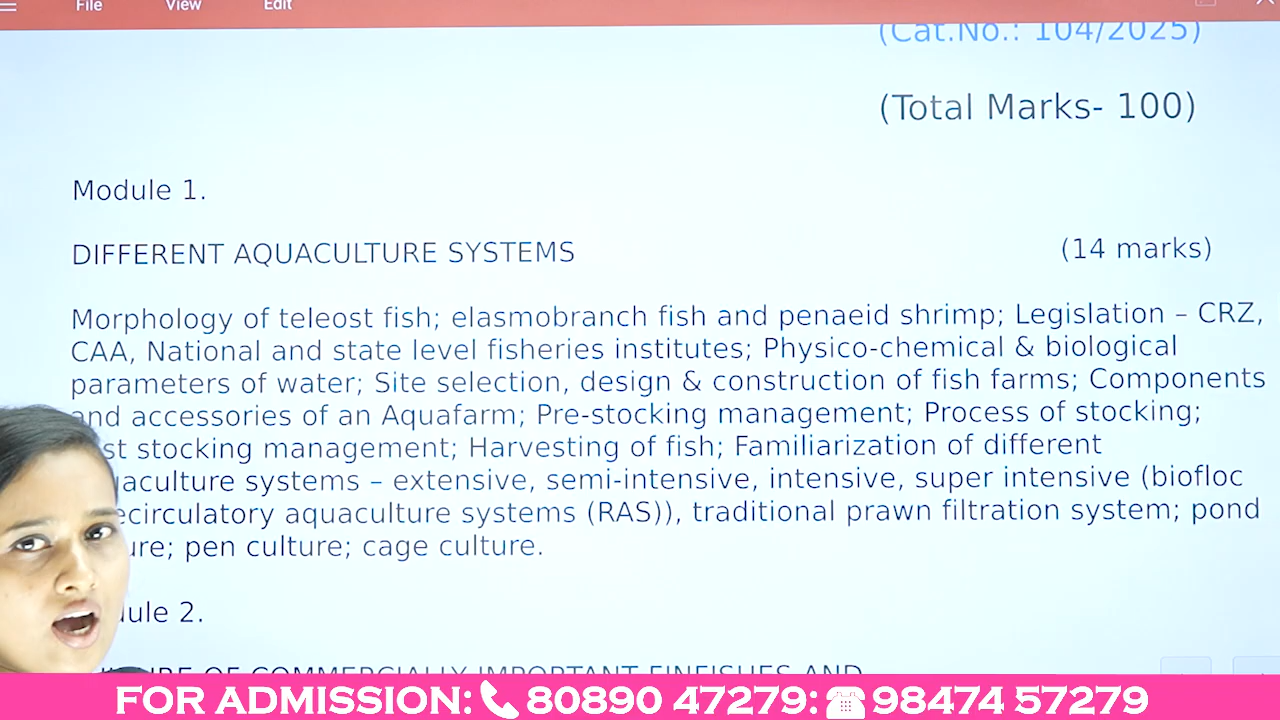 File View Edit
(Cat.No.: 104/2025)
(Total Marks- 100)
Module 1.
DIFFERENT AQUACULTURE SYSTEMS (14 marks)
Morphology of teleost fish; elasmobranch fish and penaeid shrimp; Legislation – CRZ,
CAA, National and state level fisheries institutes; Physico-chemical & biological
parameters of water; Site selection, design & construction of fish farms; Components
and accessories of an Aquafarm; Pre-stocking management; Process of stocking;
stocking management; Harvesting of fish; Familiarization of different
systems – extensive, semi-intensive, intensive, super intensive (biofloc
aquaculture systems (RAS)), traditional prawn filtration system; pond
pen culture; cage culture.
2.
OF COMMERCIALLY IMPORTANT FINFISHES AND
FOR ADMISSION: 80890 47279: 98474 57279